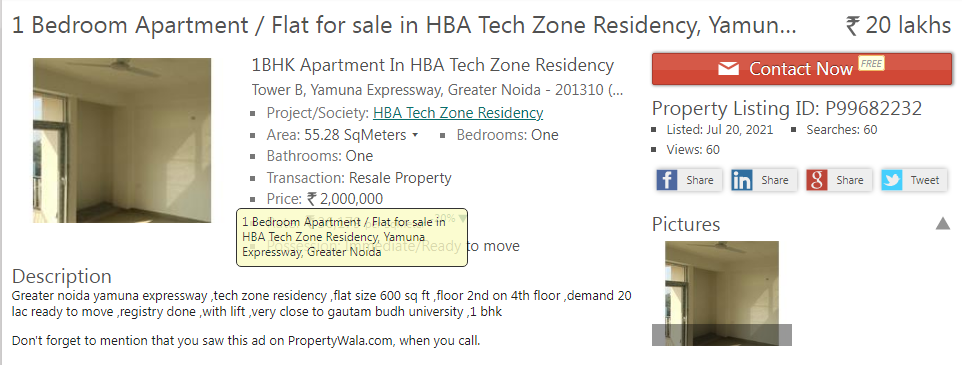 1 Bedroom Apartment / Flat for sale in HBA Tech Zone Residency, Yamun... ₹ 20 lakhs
1BHK Apartment In HBA Tech Zone Residency
Tower B, Yamuna Expressway, Greater Noida - 201310 (...
Project/Society: HBA Tech Zone Residency
Area: 55.28 SqMeters Bedrooms: One
Bathrooms: One
Transaction: Resale Property
Price: ₹ 2,000,000
1 Bedroom Apartment / Flat for sale in
HBA Tech Zone Residency, Yamuna
Expressway, Greater Noida
Possession: Immediate/Ready to move
Description
Greater noida yamuna expressway ,tech zone residency ,flat size 600 sq ft ,floor 2nd on 4th floor ,demand 20
lac ready to move ,registry done ,with lift ,very close to gautam budh university ,1 bhk
Don't forget to mention that you saw this ad on PropertyWala.com, when you call.
Contact Now FREE
Property Listing ID: P99682232
Listed: Jul 20, 2021 Searches: 60
Views: 60
f Share in Share g Share Tweet
Pictures